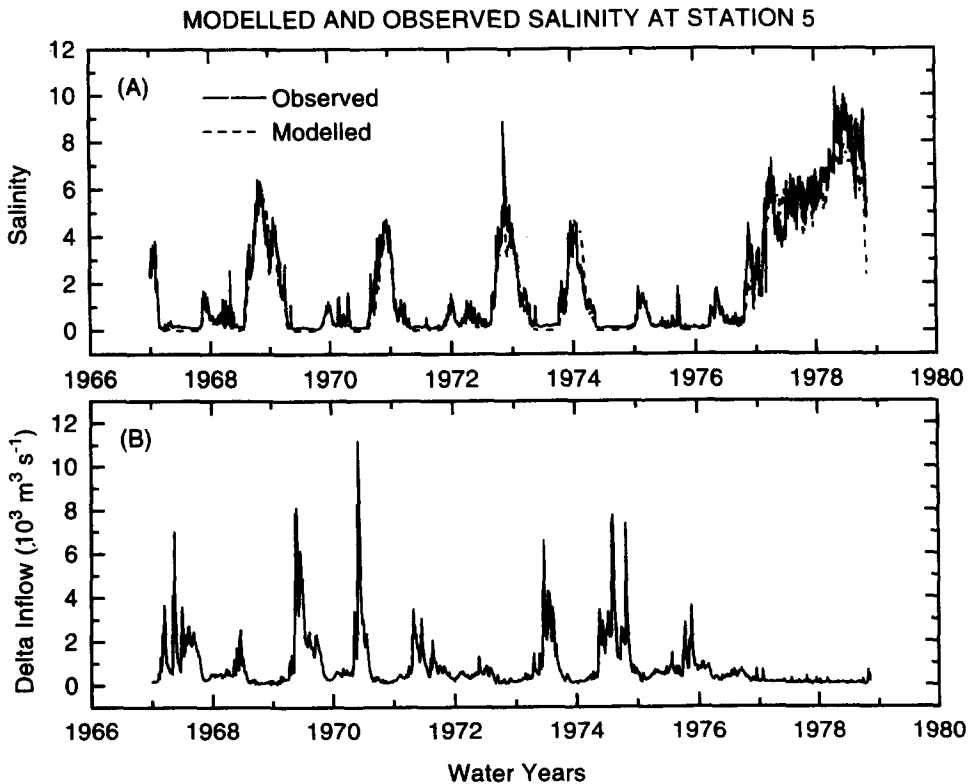 MODELLED AND OBSERVED SALINITY AT STATION 5
12
10
8
6
4
2
0
Salinity
(A)
Observed
Modelled
1966 1968 1970 1972 1974 1976 1978 1980
12
10
8
6
4
2
0
Delta Inflow (10³ m³ s⁻¹)
(B)
1966 1968 1970 1972 1974 1976 1978 1980
Water Years